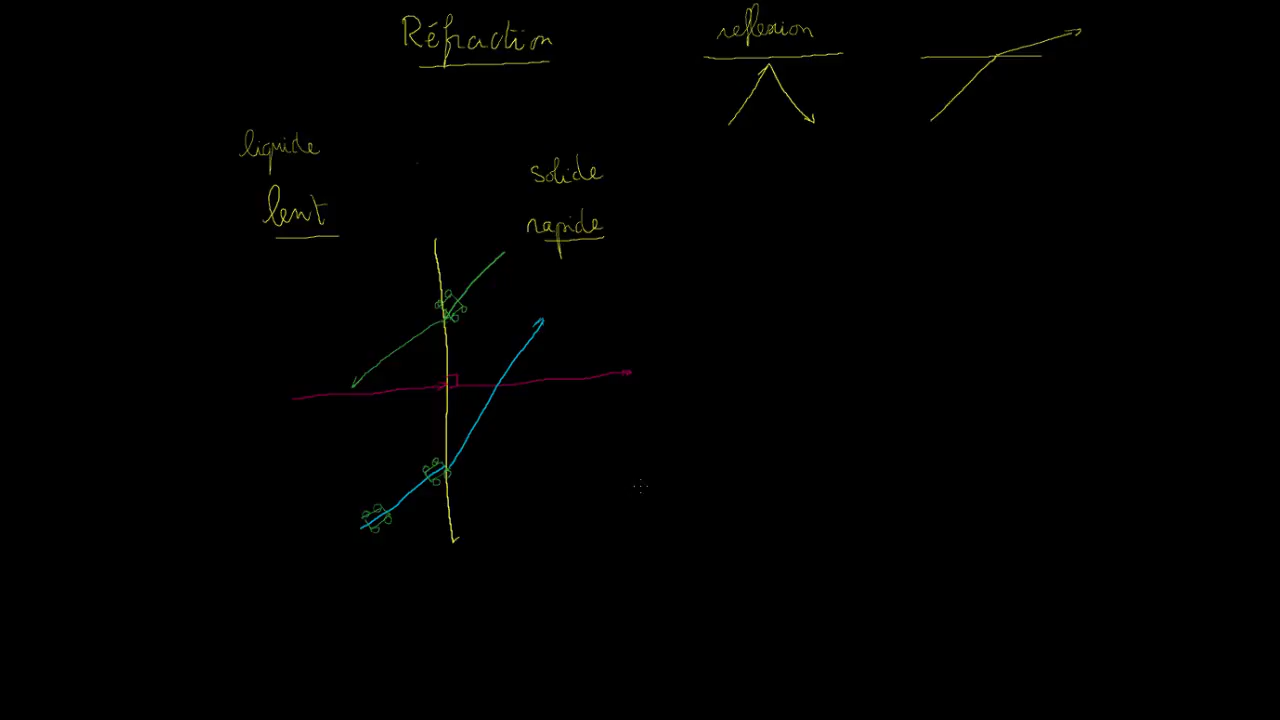 Réfraction
reflexion
liquide
lent
solide
rapide